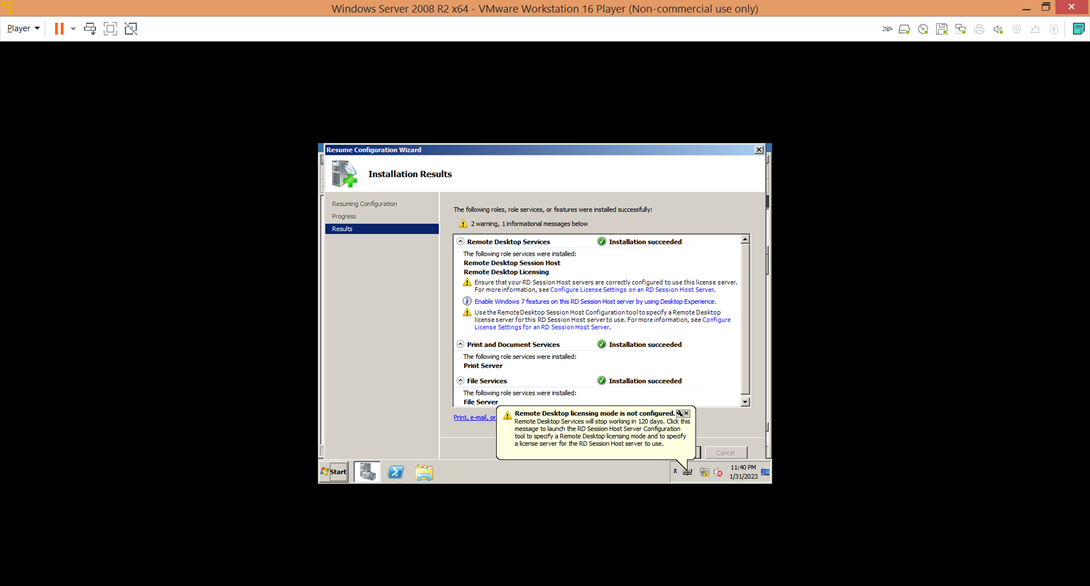 Windows Server 2008 R2 x64 - VMware Workstation 16 Player (Non-commercial use only)
Player
Resume Configuration Wizard
Installation Results
Resuming Configuration
Progress
Results
The following roles, role services, or features were installed successfully:
2 warning, 1 informational messages below
Remote Desktop Services
Installation succeeded
The following role services were installed:
Remote Desktop Session Host
Remote Desktop Licensing
Ensure that your RD Session Host servers are correctly configured to use this license server.
For more information, see Configure License Settings on an RD Session Host Server.
Enable Windows 7 features on this RD Session Host server by using Desktop Experience.
Use the Remote Desktop Session Host Configuration tool to specify a Remote Desktop
license server for this RD Session Host server to use. For more information, see Configure
License Settings for an RD Session Host Server.
Print and Document Services
Installation succeeded
The following role services were installed:
Print Server
File Services
Installation succeeded
The following role services were installed:
File Server
Print, e-mail, or
Remote Desktop licensing mode is not configured.
Remote Desktop Services will stop working in 120 days. Click this
message to launch the RD Session Host Server Configuration
tool to specify a Remote Desktop licensing mode and to specify
a license server for the RD Session Host server to use.
Cancel
Start
11:40 PM
1/31/2023